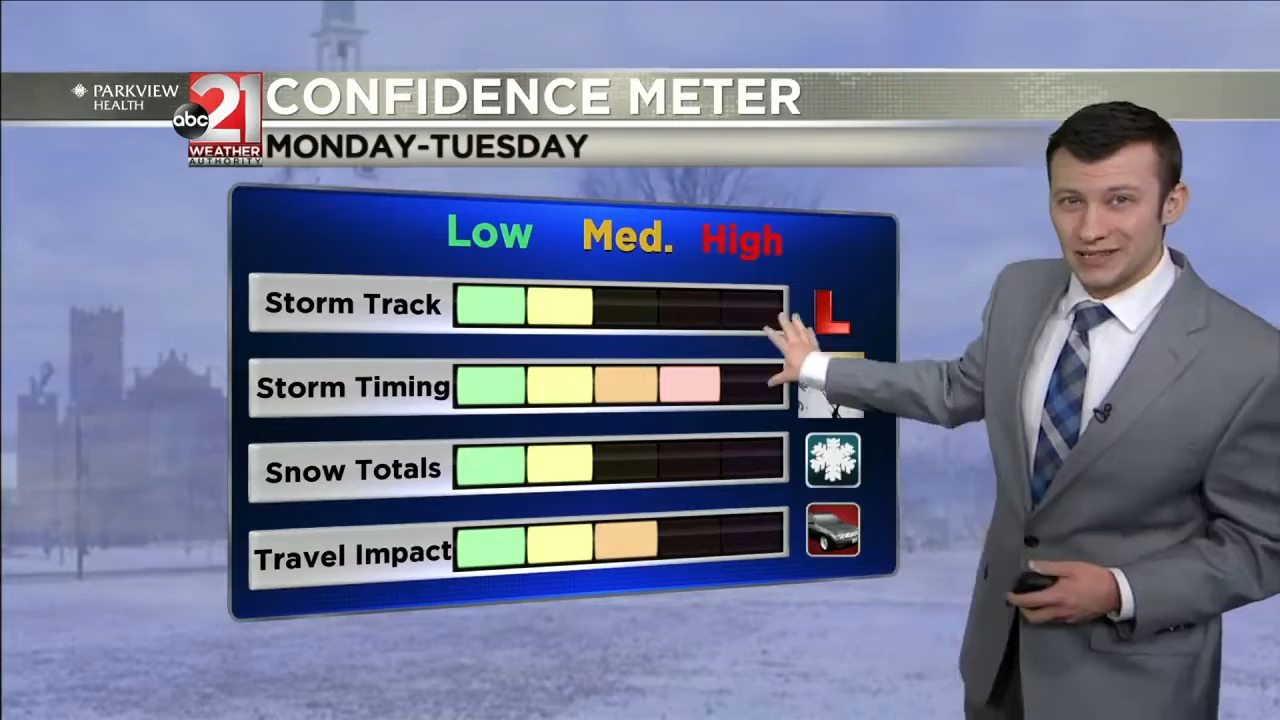 PARKVIEW
HEALTH
abc
21
WEATHER
AUTHORITY
CONFIDENCE METER
MONDAY-TUESDAY
Low Med. High
Storm Track
L
Storm Timing
Snow Totals
Travel Impact